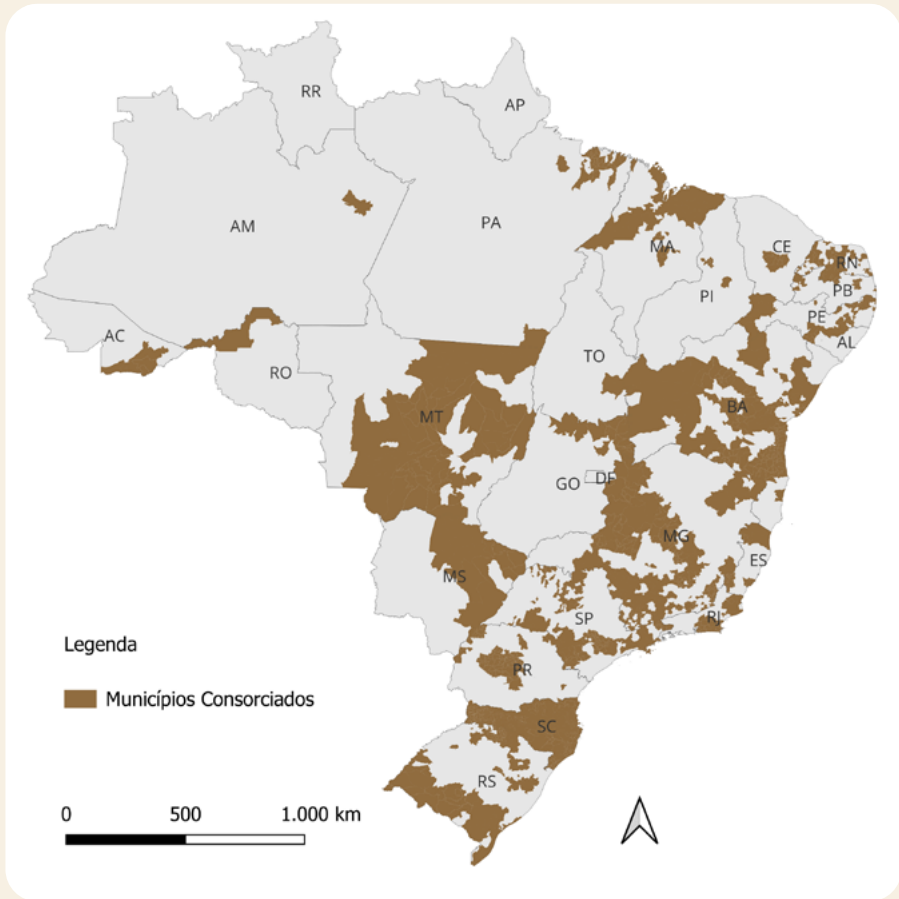 RR
AP
AM
PA
MA
CE
RN
PB
PI
PE
AL
AC
TO
RO
BA
MT
GO
DF
MG
ES
MS
SP
RJ
PR
SC
RS
Legenda
Municípios Consorciados
0 500 1.000 km